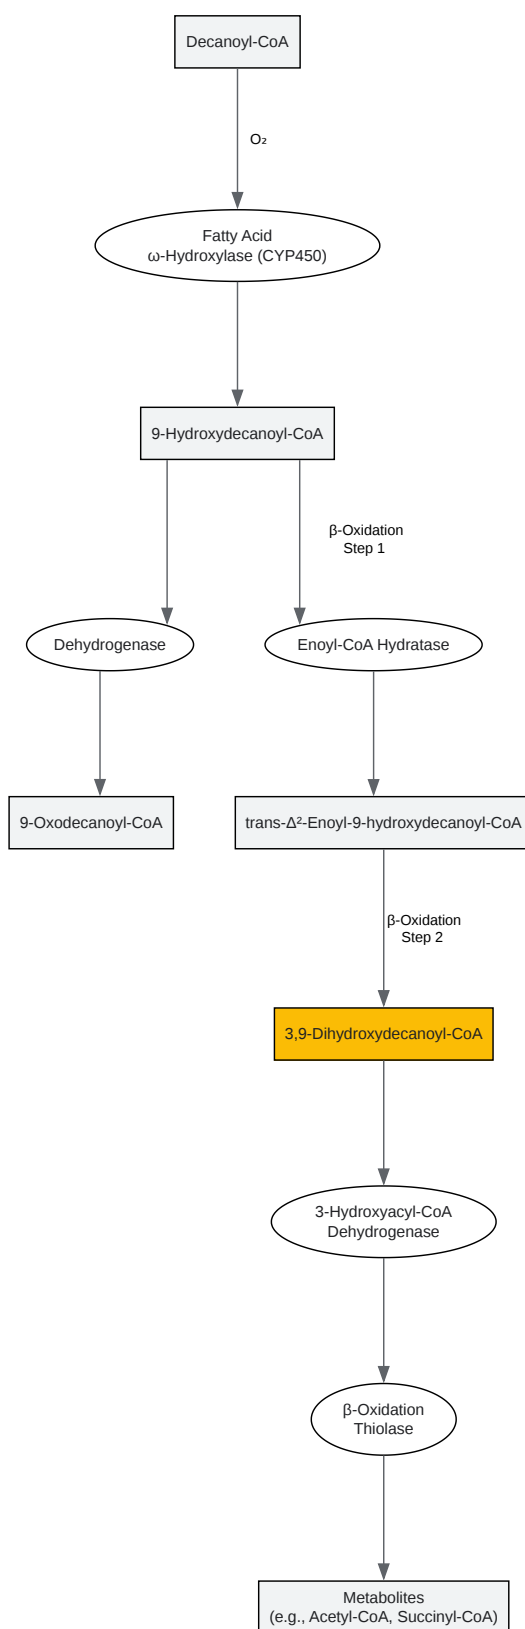 Decanoyl-CoA
O₂
Fatty Acid
ω-Hydroxylase (CYP450)
9-Hydroxydecanoyl-CoA
β-Oxidation
Step 1
Dehydrogenase
Enoyl-CoA Hydratase
9-Oxodecanoyl-CoA
trans-Δ²-Enoyl-9-hydroxydecanoyl-CoA
β-Oxidation
Step 2
3,9-Dihydroxydecanoyl-CoA
3-Hydroxyacyl-CoA
Dehydrogenase
β-Oxidation
Thiolase
Metabolites
(e.g., Acetyl-CoA, Succinyl-CoA)